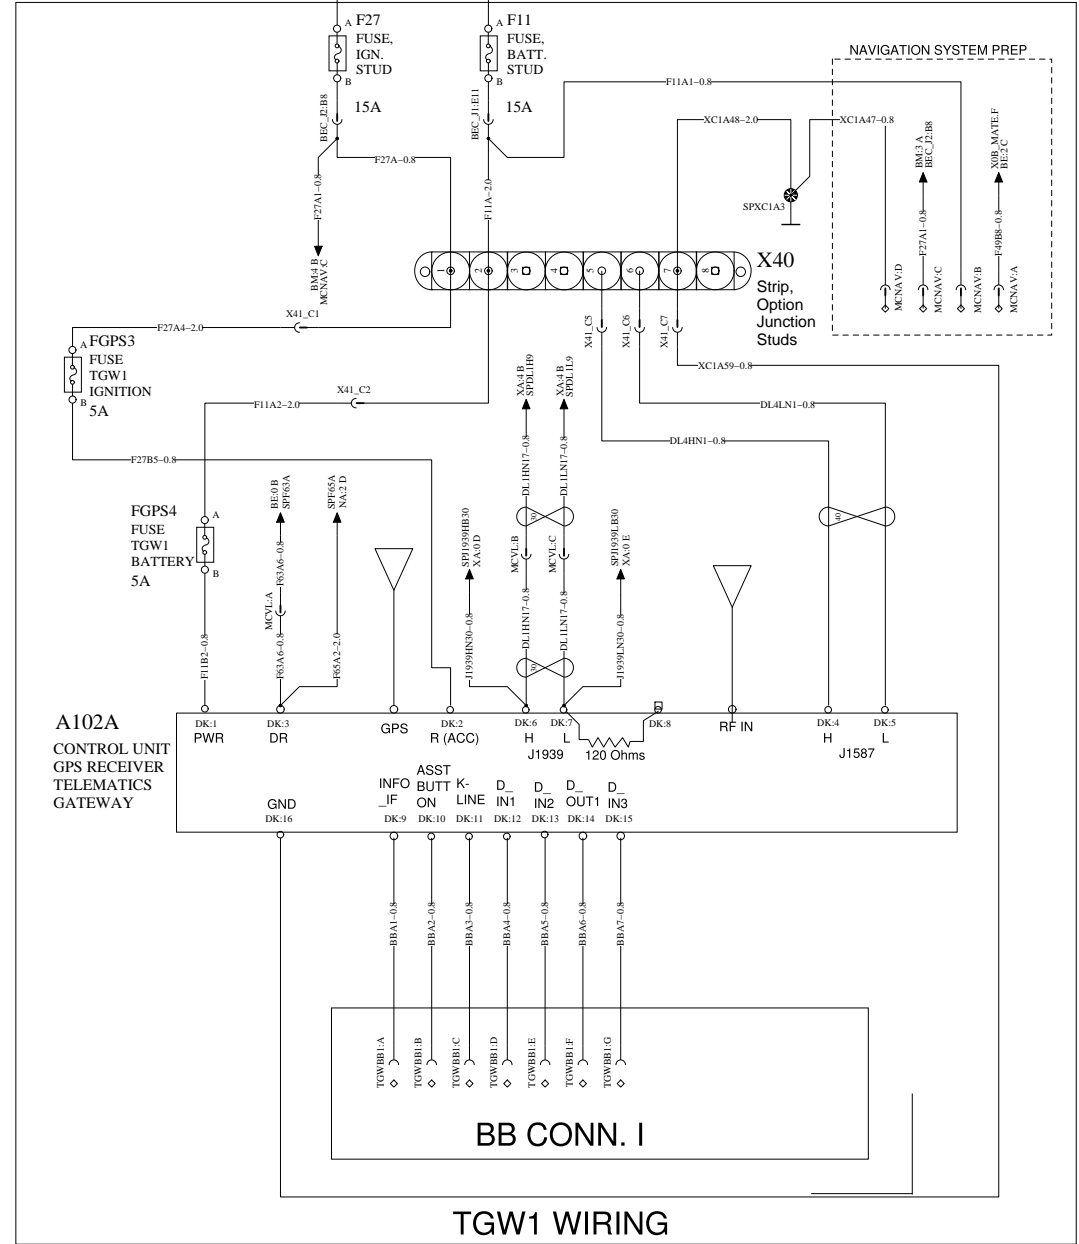 A F27
FUSE,
IGN.
STUD
B
15A
BEC_J2:B8
A F11
FUSE,
BATT.
STUD
B
15A
BEC_J1:E11
NAVIGATION SYSTEM PREP
F11A1-0.8
XC1A48-2.0
XC1A47-0.8
F27A-0.8
F27A1-0.8
F11A-2.0
BM:4 B
MCNAV:C
SPXC1A3
BM:3 A
BEC_J2:B8
F27A1-0.8
X0B_MATE.F
BE:2 C
F49B8-0.8
MCNAV:D
MCNAV:C
MCNAV:B
MCNAV:A
1 2 3 4 5 6 7 8
X40
Strip,
Option
Junction
Studs
X41_C1
F27A4-2.0
X41_C5
X41_C6
X41_C7
A FGPS3
FUSE
TGW1
IGNITION
B 5A
XC1A59-0.8
X41_C2
F11A2-2.0
XA:4 B
SPDL1H9
XA:4 B
SPDL1L9
DL4LN1-0.8
DL4HN1-0.8
F27B5-0.8
DL1HN17-0.8
DL1LN17-0.8
FGPS4 A
FUSE
TGW1
BATTERY
B
5A
BE:0 B
SPF63A
SPF65A
NA:2 D
F63A6-0.8
MCVL:A
F63A6-0.8
F65A2-2.0
F11B2-0.8
SPJ1939HB30
XA:0 D
J1939HN30-0.8
30
MCVL:B
MCVL:C
DL1HN17-0.8
DL1LN17-0.8
30
SPJ1939LB30
XA:0 E
J1939LN30-0.8
40
A102A
CONTROL UNIT
GPS RECEIVER
TELEMATICS
GATEWAY
DK:1
PWR
DK:3
DR
GPS
DK:2
R (ACC)
DK:6
H
DK:7
L
J1939
120 Ohms
DK:8
RF IN
DK:4
H
DK:5
L
J1587
GND
DK:16
INFO
_IF
DK:9
ASST
BUTT
ON
DK:10
K-
LINE
DK:11
D_
IN1
DK:12
D_
IN2
DK:13
D_
OUT1
DK:14
D_
IN3
DK:15
BBA1-0.8
BBA2-0.8
BBA3-0.8
BBA4-0.8
BBA5-0.8
BBA6-0.8
BBA7-0.8
TGWBB1:A
TGWBB1:B
TGWBB1:C
TGWBB1:D
TGWBB1:E
TGWBB1:F
TGWBB1:G
BB CONN. I
TGW1 WIRING